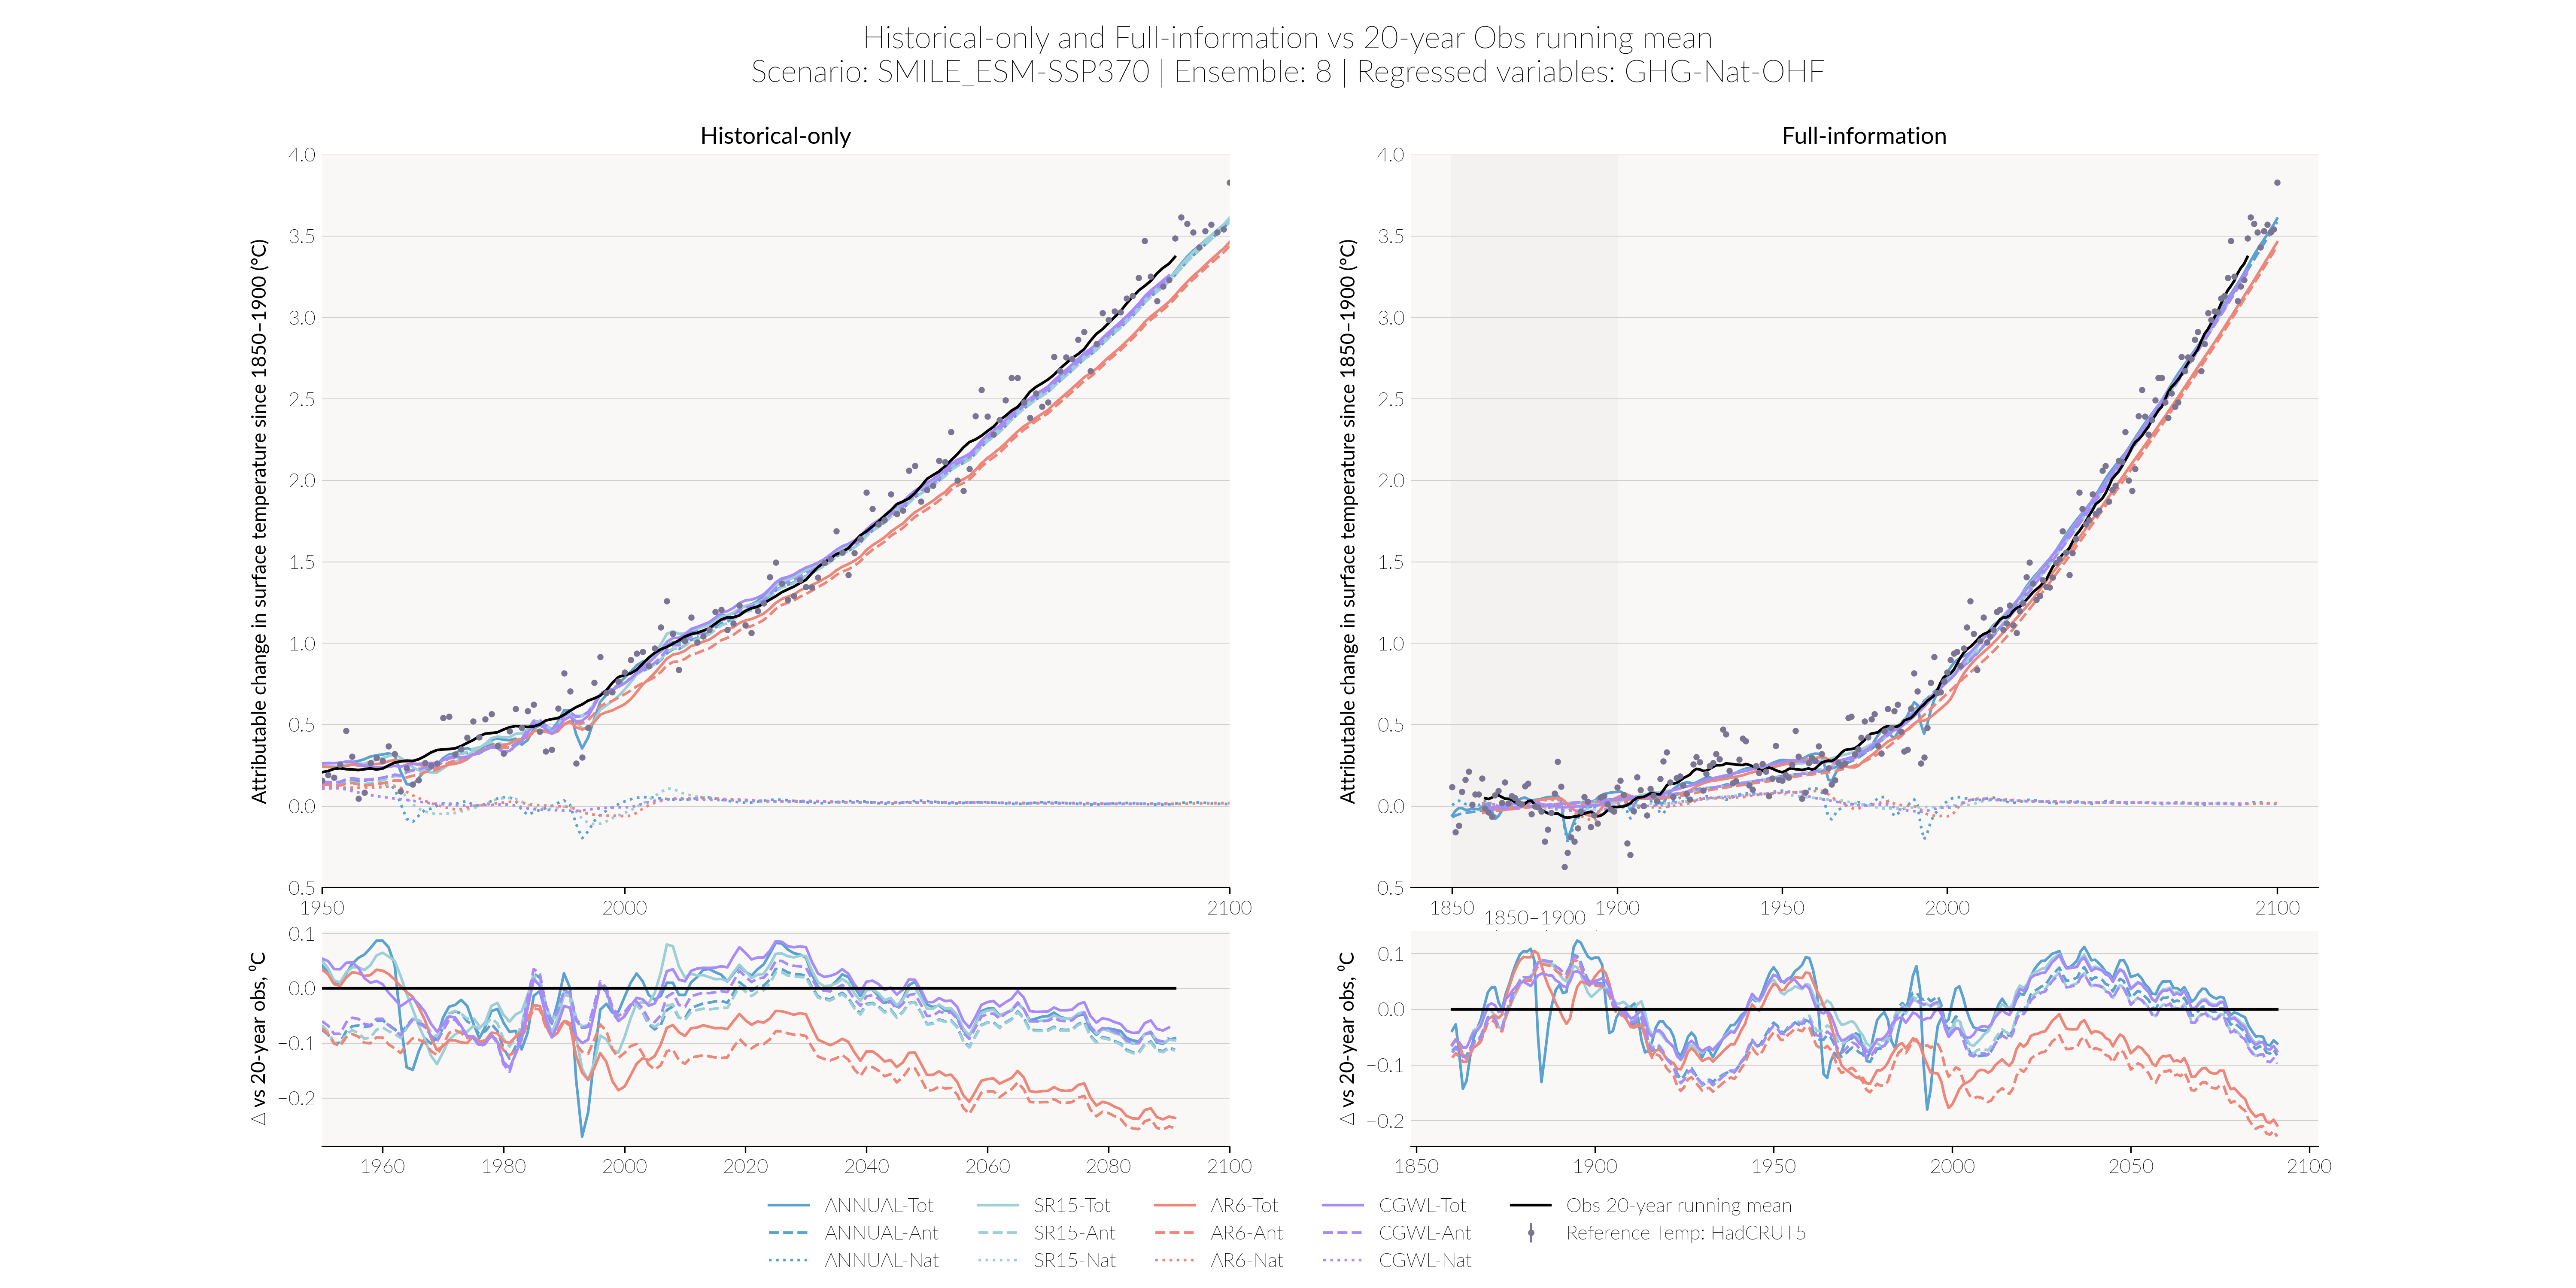 Historical-only and Full-information vs 20-year Obs running mean
Scenario: SMILE_ESM-SSP370 | Ensemble: 8 | Regressed variables: GHG-Nat-OHF
Historical-only
Attributable change in surface temperature since 1850–1900 (°C)
4.0
3.5
3.0
2.5
2.0
1.5
1.0
0.5
0.0
−0.5
1950 2000 2100
Δ vs 20-year obs, ⁰C
0.1
0.0
−0.1
−0.2
1960 1980 2000 2020 2040 2060 2080 2100
Full-information
Attributable change in surface temperature since 1850–1900 (°C)
4.0
3.5
3.0
2.5
2.0
1.5
1.0
0.5
0.0
−0.5
1850 1900 1950 2000 2100
1850–1900
Δ vs 20-year obs, ⁰C
0.1
0.0
−0.1
−0.2
1850 1900 1950 2000 2050 2100
ANNUAL-Tot SR15-Tot AR6-Tot CGWL-Tot Obs 20-year running mean
ANNUAL-Ant SR15-Ant AR6-Ant CGWL-Ant Reference Temp: HadCRUT5
ANNUAL-Nat SR15-Nat AR6-Nat CGWL-Nat